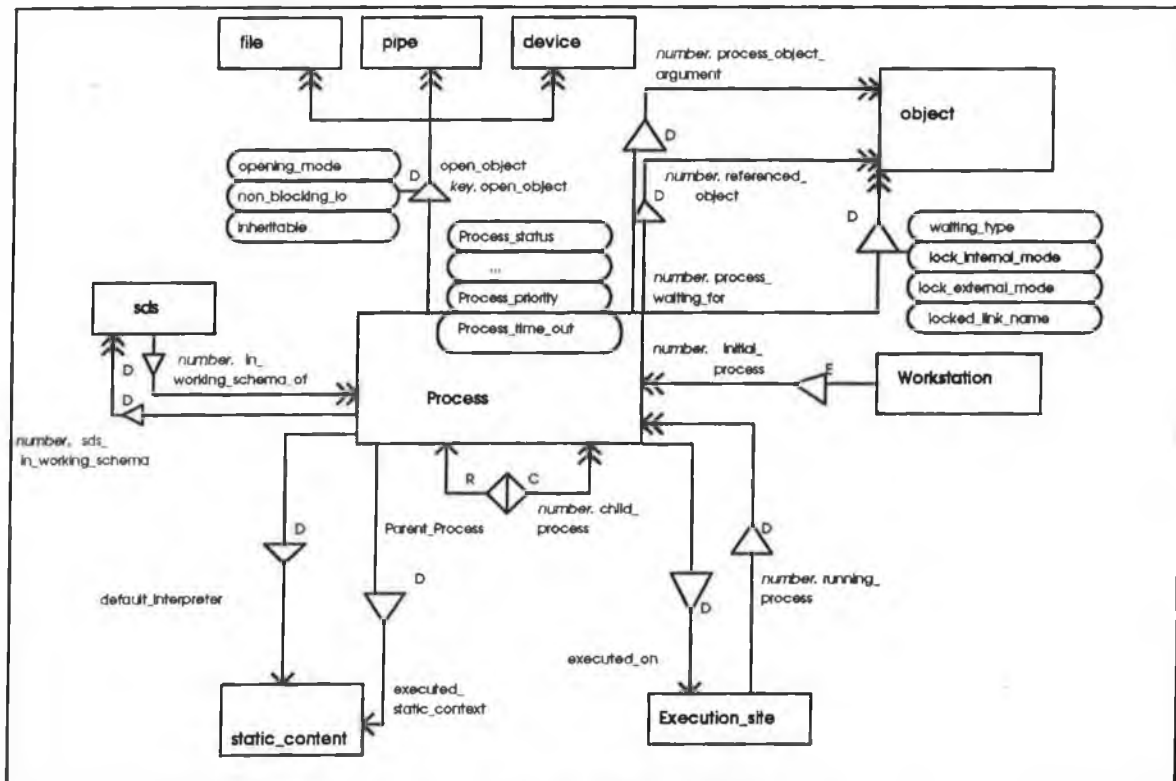 file
pipe
device
number. process_object_
argument
object
D
opening_mode
non_blocking_io
inheritable
D
open_object
key. open_object
D
number. referenced_
object
Process_status
...
Process_priority
Process_time_out
number. process_
waiting_for
D
waiting_type
lock_internal_mode
lock_external_mode
locked_link_name
sds
D
number. in_
working_schema_of
D
number. sds_
in_working_schema
Process
number. initial_
process
E
Workstation
R
C
Parent_Process
number. child_
process
D
default_interpreter
D
executed_
static_context
static_content
D
executed_on
D
number. running_
process
Execution_site